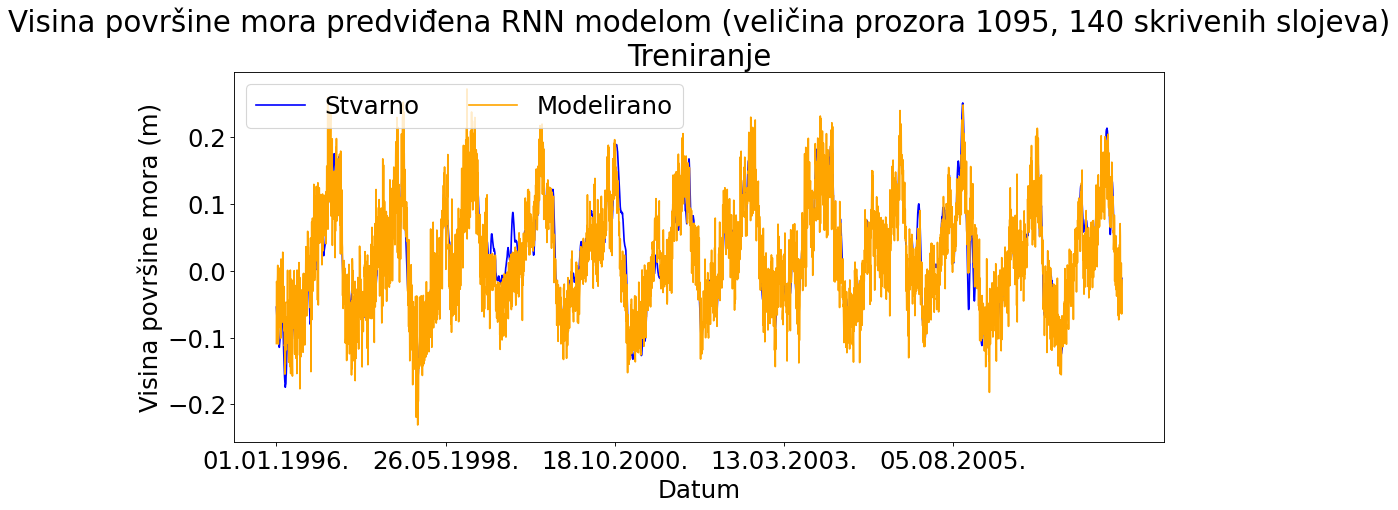 Visina površine mora predviđena RNN modelom (veličina prozora 1095, 140 skrivenih slojeva)
Treniranje
Stvarno
Modelirano
Visina površine mora (m)
0.2
0.1
0.0
−0.1
−0.2
01.01.1996.
26.05.1998.
18.10.2000.
13.03.2003.
05.08.2005.
Datum